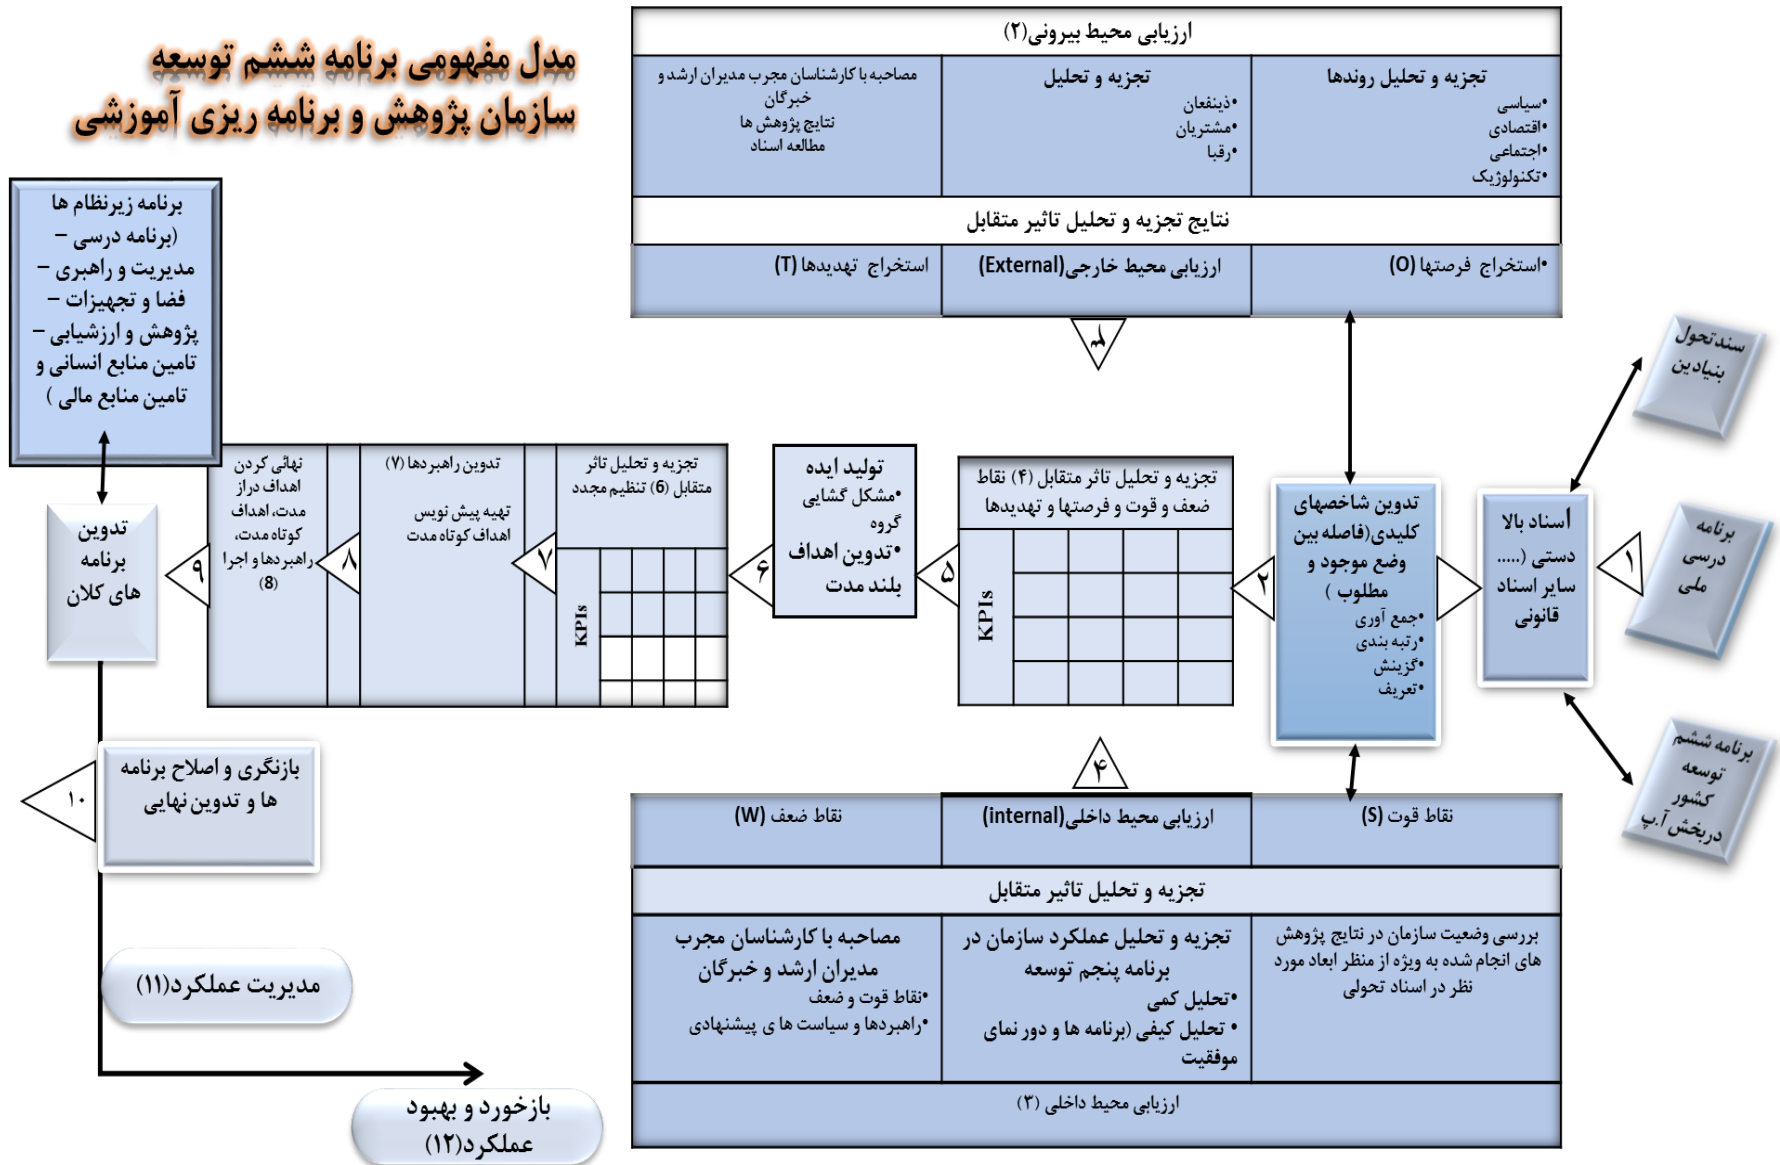 مدل مفهومی برنامه ششم توسعه
سازمان پژوهش و برنامه ریزی آموزشی
ارزیابی محیط بیرونی(۲)
تجزیه و تحلیل روندها
•سیاسی
•اقتصادی
•اجتماعی
•تکنولوژیک
تجزیه و تحلیل
•ذینفعان
•مشتریان
•رقبا
مصاحبه با کارشناسان مجرب مدیران ارشد و
خبرگان
نتایج پژوهش ها
مطالعه اسناد
نتایج تجزیه و تحلیل تاثیر متقابل
•استخراج فرصتها (O)
ارزیابی محیط خارجی(External)
استخراج تهدیدها (T)
سند تحول
بنیادین
برنامه
درسی
ملی
برنامه ششم
توسعه
کشور
دربخش آ.پ
۱
اسناد بالا
دستی (.....
سایر اسناد
قانونی
تدوین شاخصهای
کلیدی(فاصله بین
وضع موجود و
مطلوب )
•جمع آوری
•رتبه بندی
•گزینش
•تعریف
۲
تجزیه و تحلیل تاثر متقابل (۴) نقاط
ضعف و قوت و فرصتها و تهدیدها
KPIs
۵
تولید ایده
•مشکل گشایی
گروه
•تدوین اهداف
بلند مدت
۶
تجزیه و تحلیل تاثر
متقابل (6) تنظیم مجدد
KPIs
۷
تدوین راهبردها (۷)
تهیه پیش نویس
اهداف کوتاه مدت
۸
نهائی کردن
اهداف دراز
مدت، اهداف
کوتاه مدت،
راهبردها و اجرا
(8)
۹
برنامه زیرنظام ها
(برنامه درسی –
مدیریت و راهبری –
فضا و تجهیزات –
پژوهش و ارزشیابی –
تامین منابع انسانی و
تامین منابع مالی )
تدوین
برنامه
های کلان
بازنگری و اصلاح برنامه
ها و تدوین نهایی
۱۰
مدیریت عملکرد(۱۱)
بازخورد و بهبود
عملکرد(۱۲)
۴
نقاط قوت (S)
ارزیابی محیط داخلی(internal)
نقاط ضعف (W)
تجزیه و تحلیل تاثیر متقابل
بررسی وضعیت سازمان در نتایج پژوهش
های انجام شده به ویژه از منظر ابعاد مورد
نظر در اسناد تحولی
تجزیه و تحلیل عملکرد سازمان در
برنامه پنجم توسعه
•تحلیل کمی
• تحلیل کیفی (برنامه ها و دور نمای
موفقیت
مصاحبه با کارشناسان مجرب
مدیران ارشد و خبرگان
•نقاط قوت و ضعف
•راهبردها و سیاست ها ی پیشنهادی
ارزیابی محیط داخلی (۳)